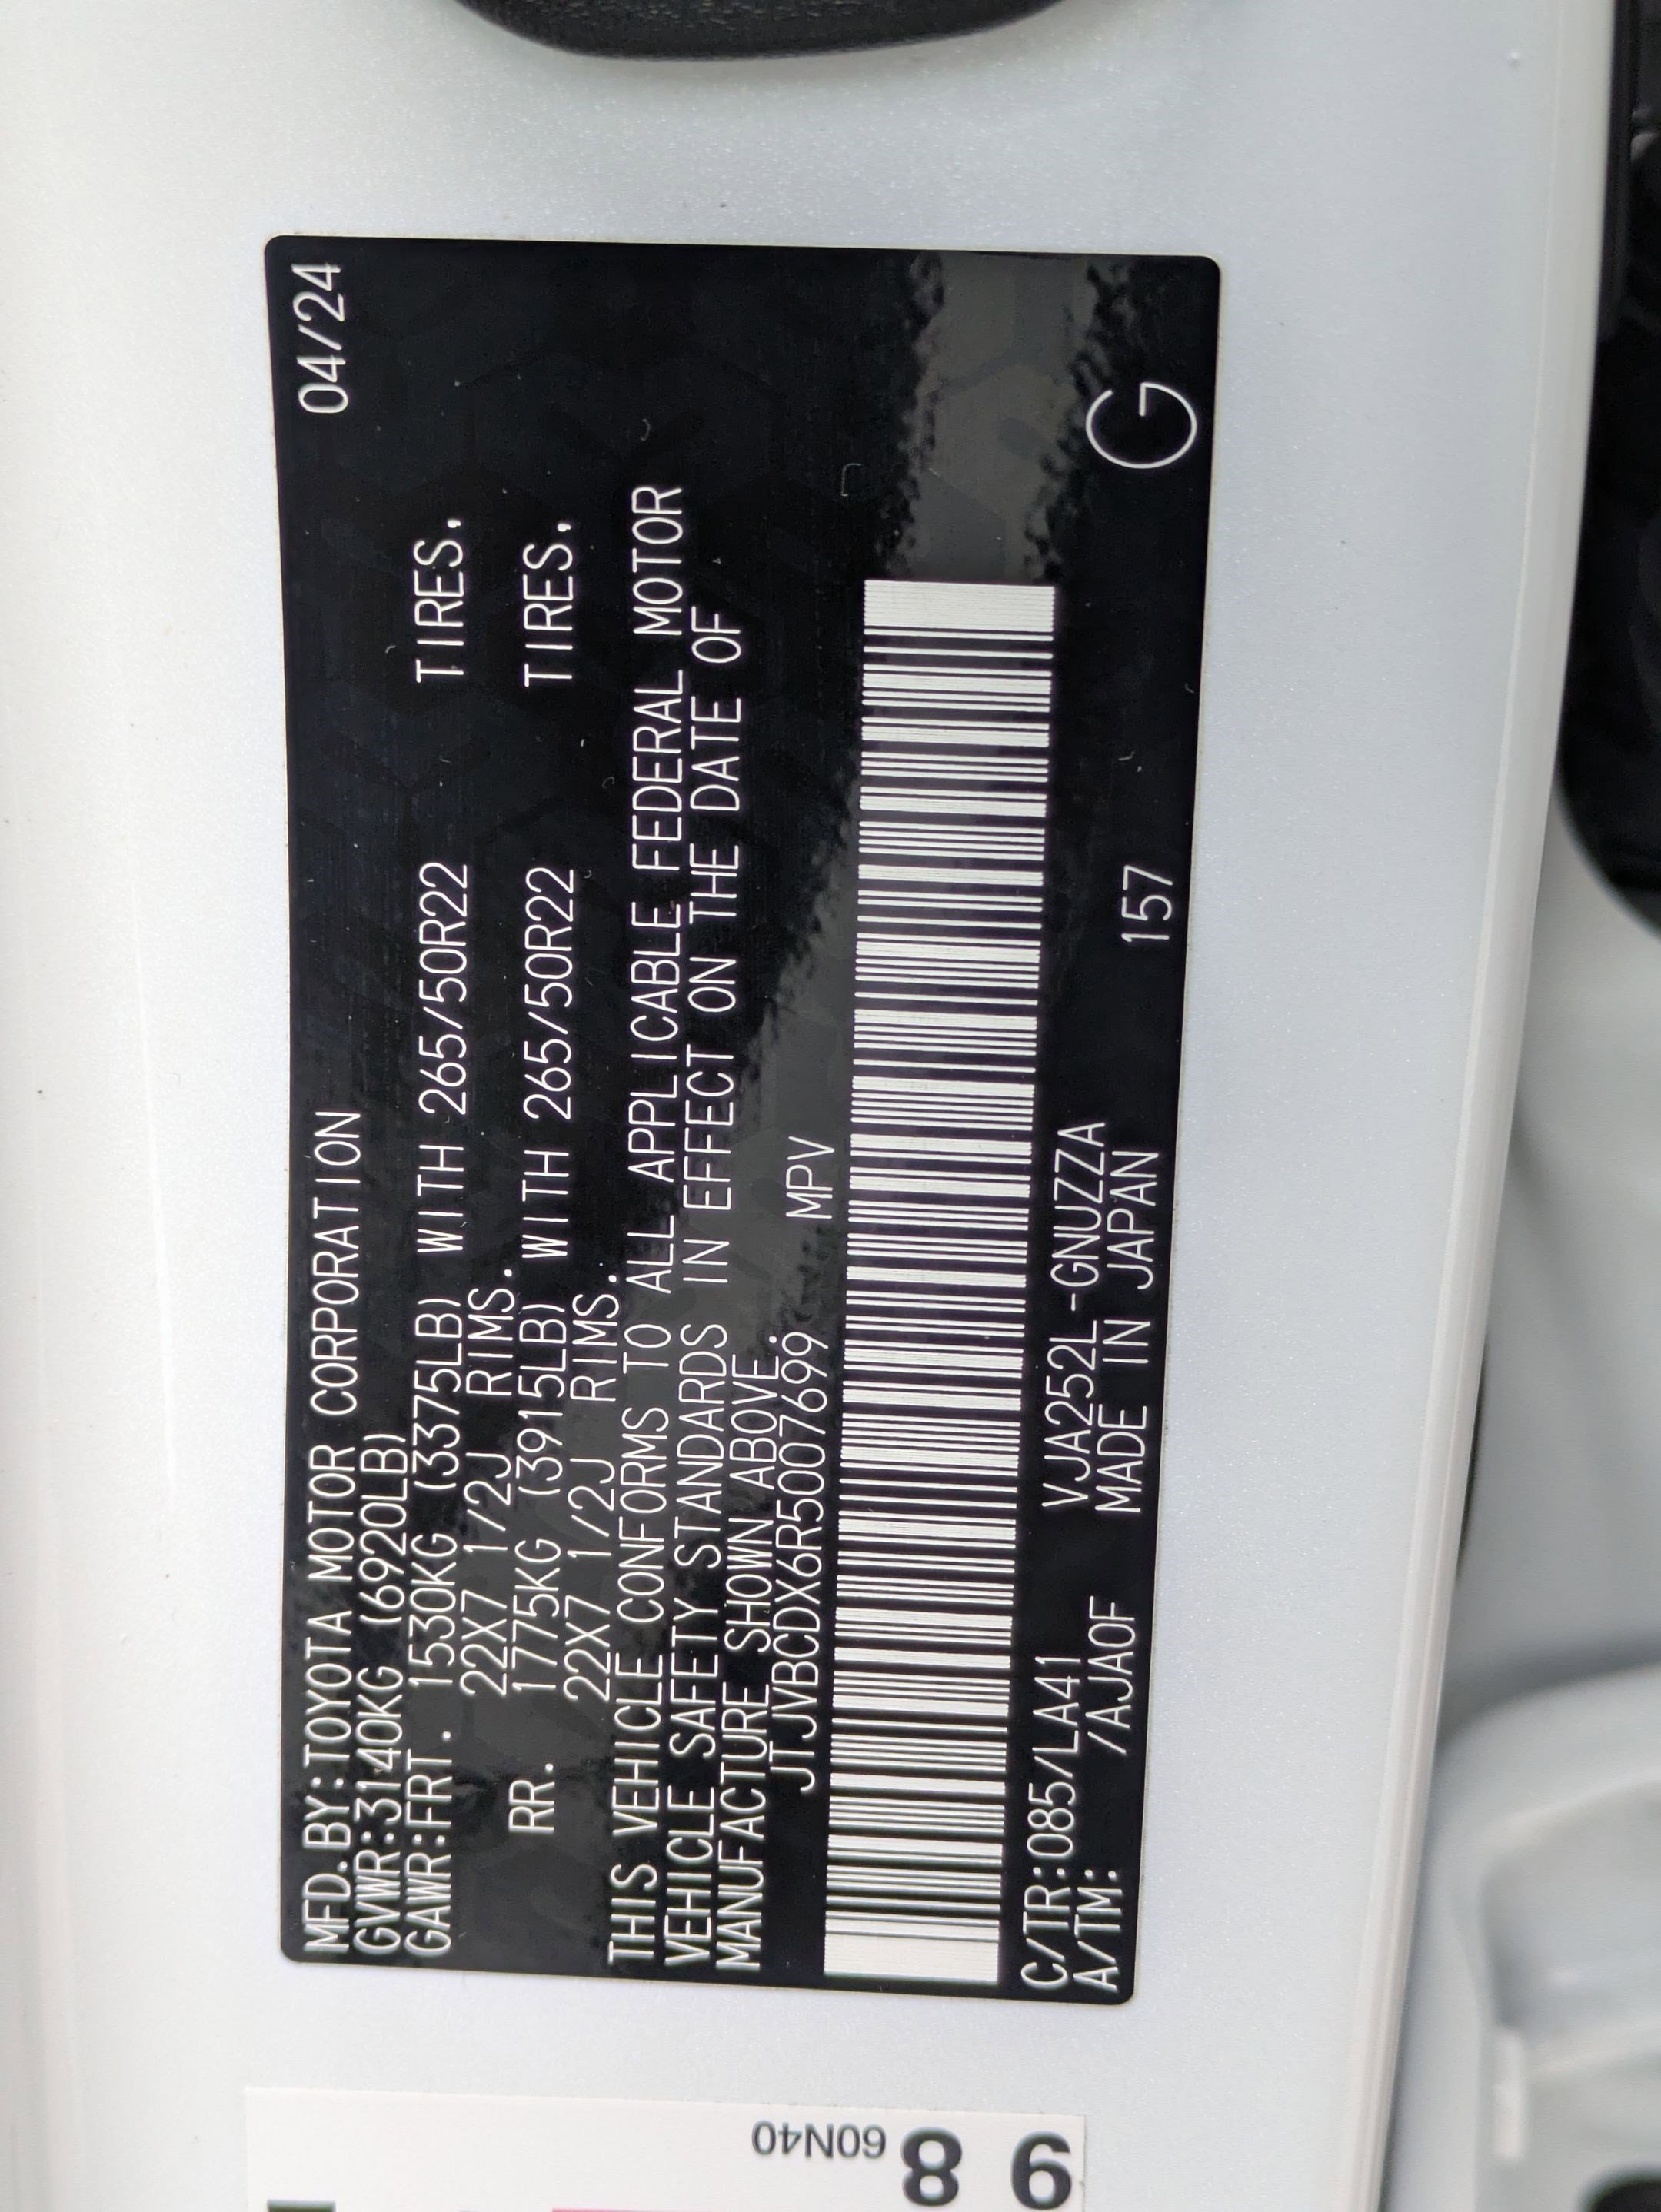 MFD.BY:TOYOTA MOTOR CORPORATION 04/24
GVWR:3140KG (6920LB)
GAWR:FRT. 1530KG (3375LB) WITH 265/50R22 TIRES,
22X7 1/2J RIMS.
RR. 1775KG (3915LB) WITH 265/50R22 TIRES,
22X7 1/2J RIMS.
THIS VEHICLE CONFORMS TO ALL APPLICABLE FEDERAL MOTOR
VEHICLE SAFETY STANDARDS IN EFFECT ON THE DATE OF
MANUFACTURE SHOWN ABOVE.
JTJVBCDX6R5007699 MPV
C/TR:085/LA41 VJA252L-GNUZZA
A/TM: /AJA0F MADE IN JAPAN 157 G
60N40
98